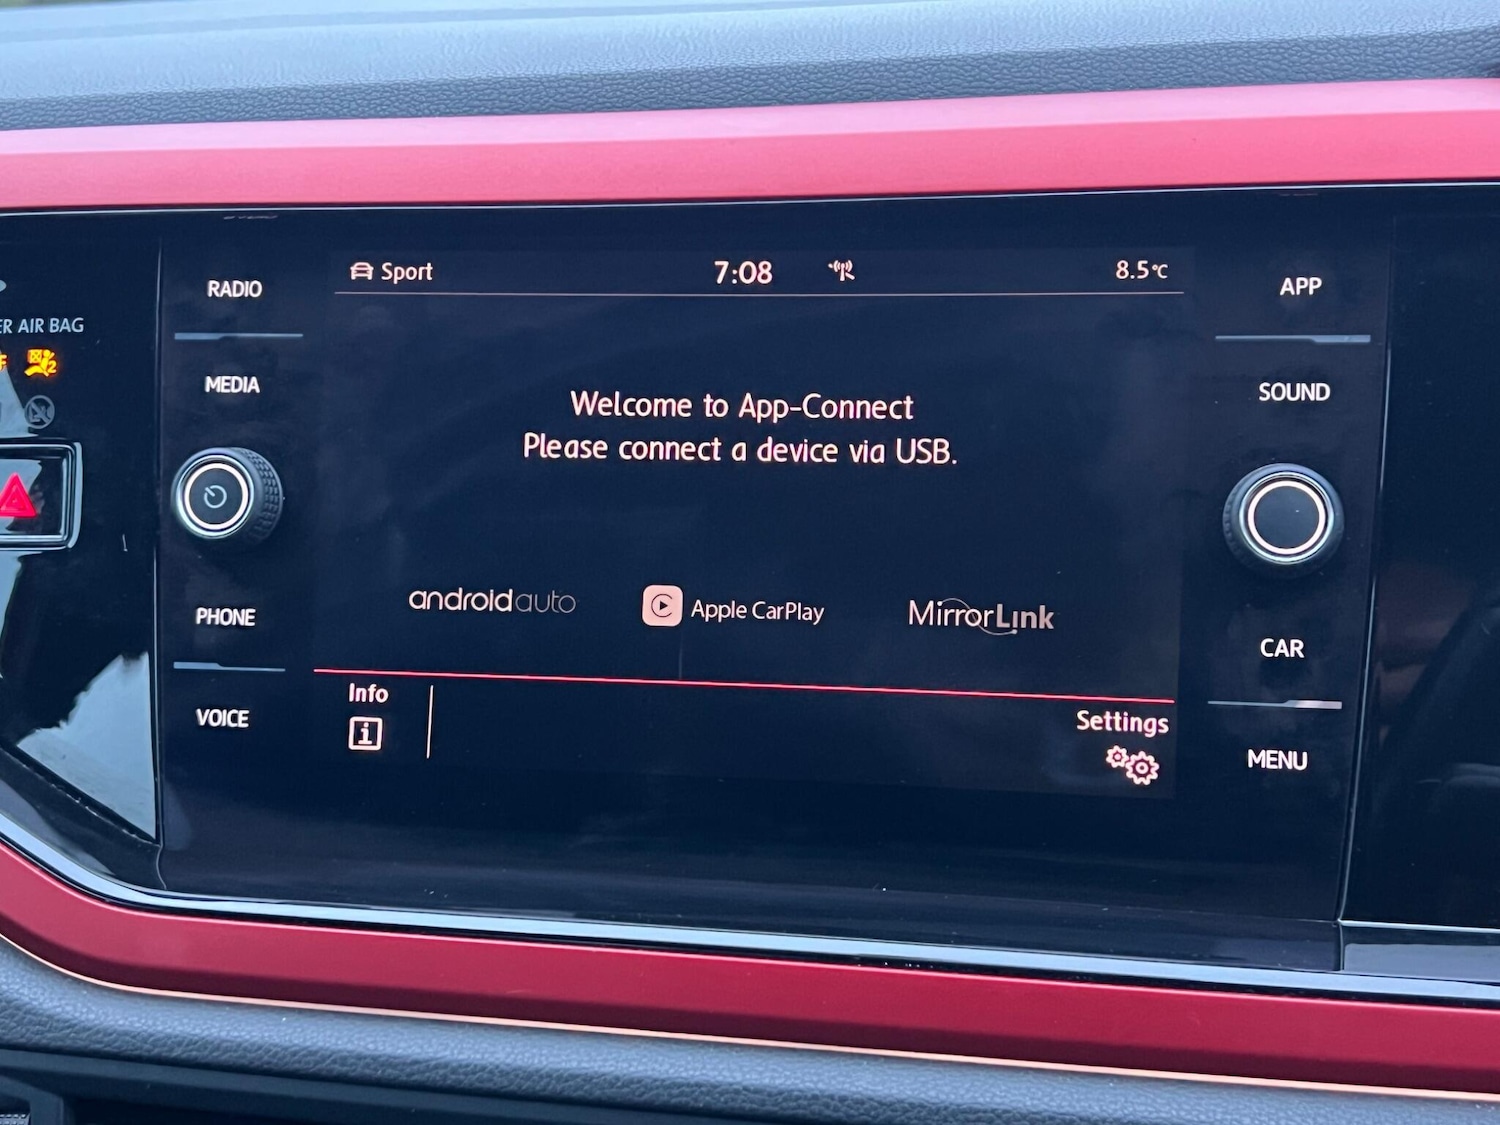 Sport 7:08 8.5°C
Welcome to App-Connect
Please connect a device via USB.
androidauto Apple CarPlay MirrorLink
Info Settings
RADIO
MEDIA
PHONE
VOICE
APP
SOUND
CAR
MENU
AIR BAG